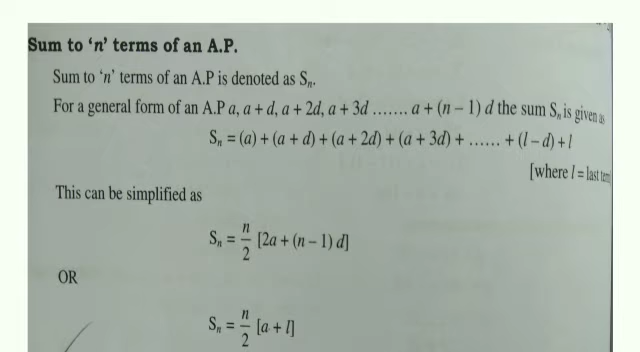 Sum to 'n' terms of an A.P.
Sum to 'n' terms of an A.P is denoted as Sₙ.
For a general form of an A.P a, a + d, a + 2d, a + 3d ....... a + (n – 1) d the sum Sₙ is given as
Sₙ = (a) + (a + d) + (a + 2d) + (a + 3d) + ...... + (l – d) + l
[where l = last term
This can be simplified as
Sₙ = n/2 [2a + (n – 1) d]
OR
Sₙ = n/2 [a + l]